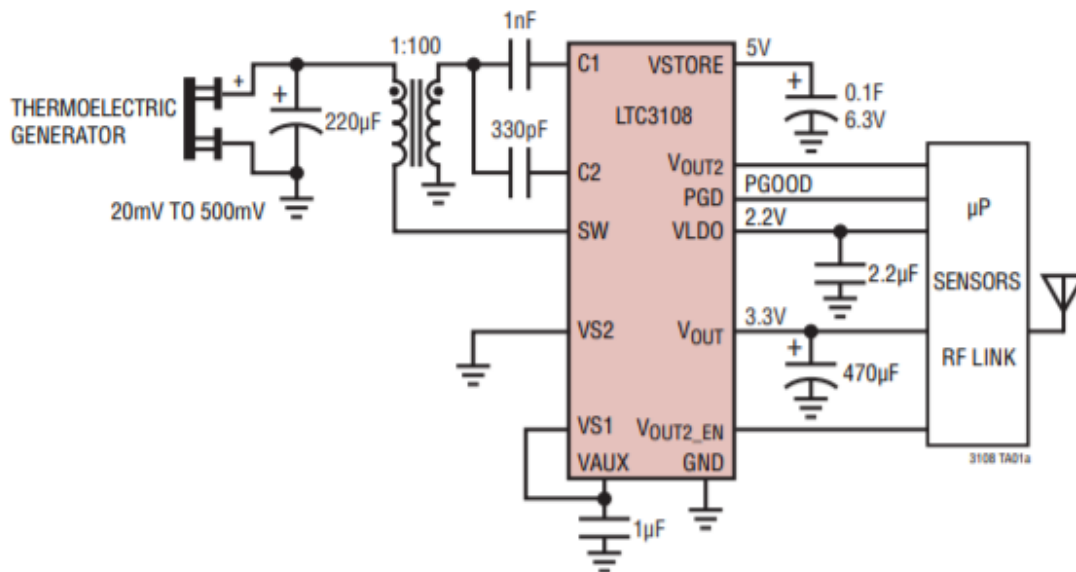 1nF
1:100
5V
C1
VSTORE
+
+
+
0.1F
6.3V
THERMOELECTRIC
GENERATOR
220µF
LTC3108
330pF
VOUT2
C2
PGOOD
PGD
µP
20mV TO 500mV
2.2V
SW
VLDO
2.2µF
SENSORS
3.3V
VS2
VOUT
+
RF LINK
470µF
VS1
VOUT2_EN
VAUX
GND
3108 TA01a
1µF